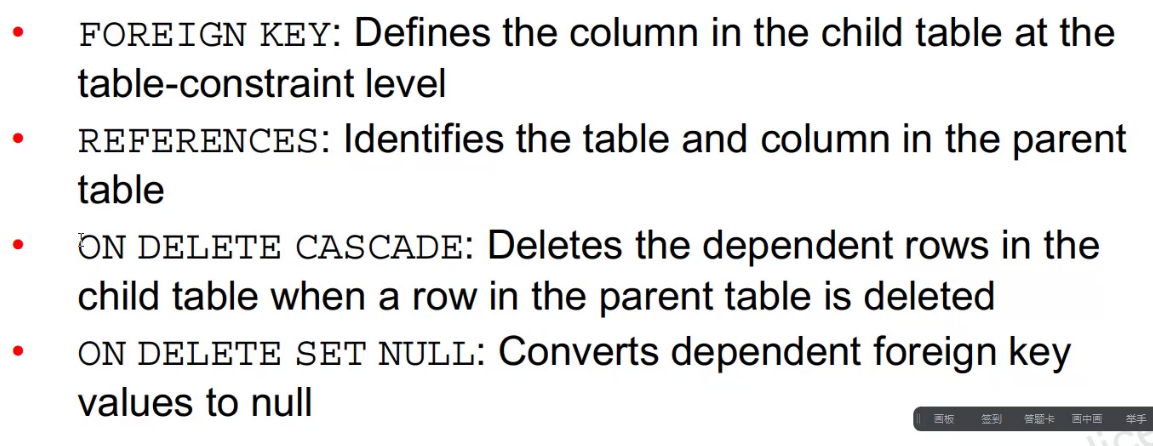 • FOREIGN KEY: Defines the column in the child table at the
table-constraint level
• REFERENCES: Identifies the table and column in the parent
table
• ON DELETE CASCADE: Deletes the dependent rows in the
child table when a row in the parent table is deleted
• ON DELETE SET NULL: Converts dependent foreign key
values to null
画板 签到 答题卡 画中画 举手